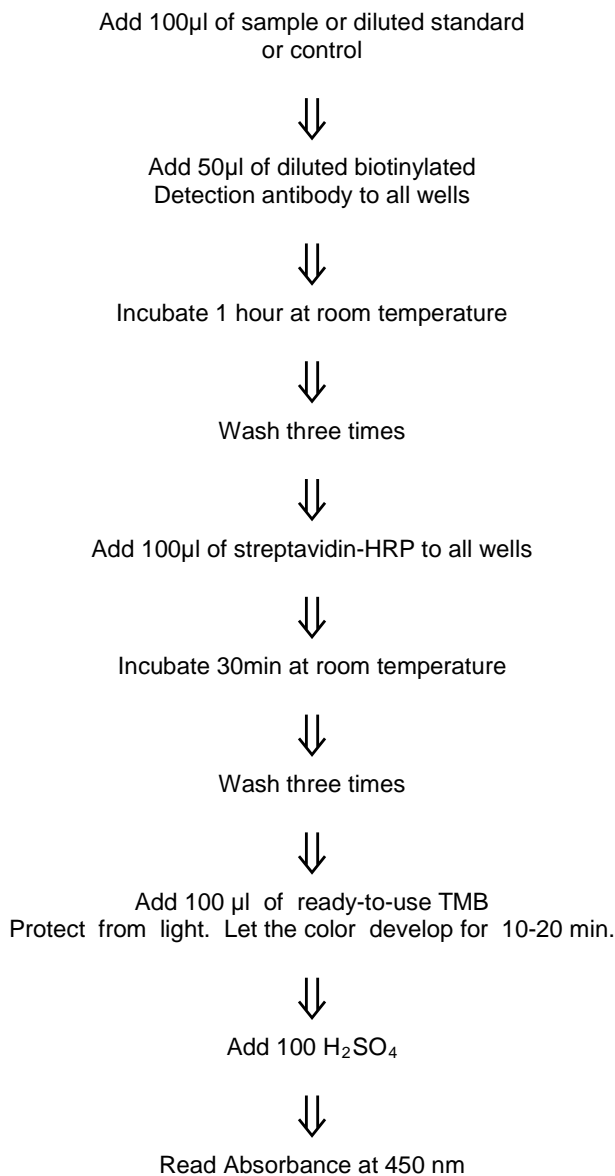 Add 100µl of sample or diluted standard
or control
Add 50µl of diluted biotinylated
Detection antibody to all wells
Incubate 1 hour at room temperature
Wash three times
Add 100µl of streptavidin-HRP to all wells
Incubate 30min at room temperature
Wash three times
Add 100 µl of ready-to-use TMB
Protect from light. Let the color develop for 10-20 min.
Add 100 H₂SO₄
Read Absorbance at 450 nm